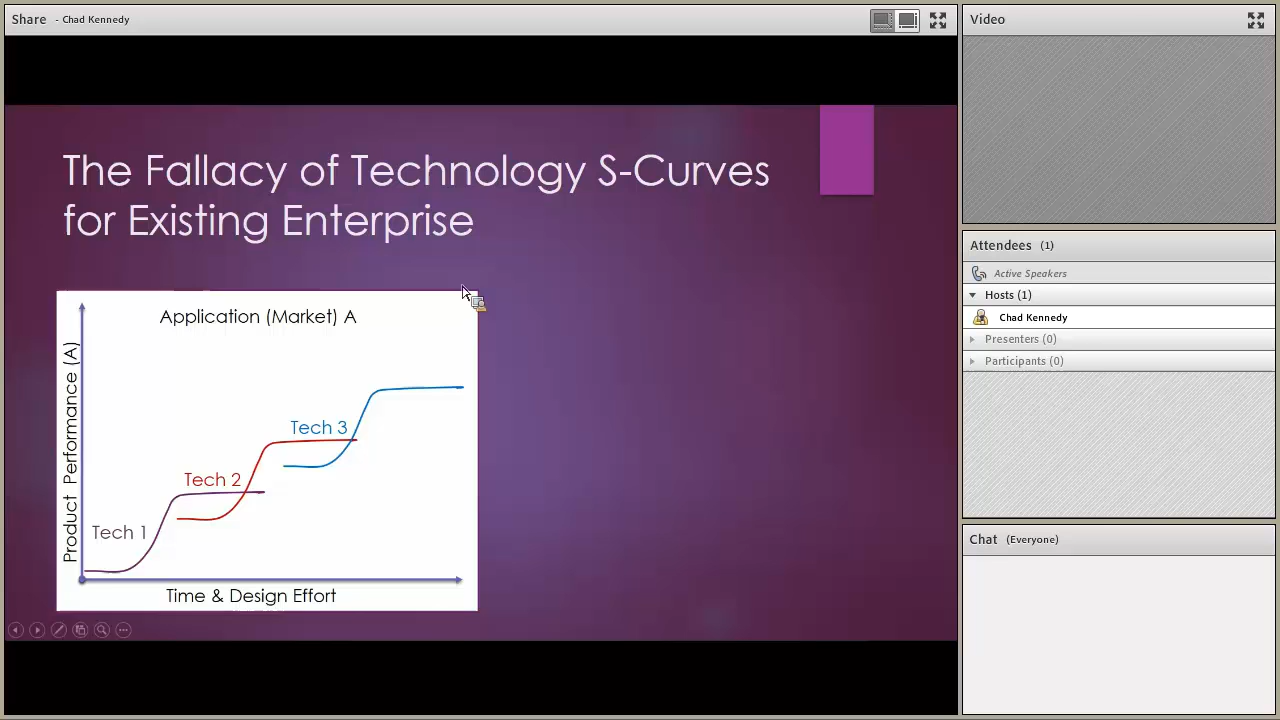 Share - Chad Kennedy
The Fallacy of Technology S-Curves
for Existing Enterprise
Application (Market) A
Product Performance (A)
Tech 3
Tech 2
Tech 1
Time & Design Effort
Video
Attendees (1)
Active Speakers
Hosts (1)
Chad Kennedy
Presenters (0)
Participants (0)
Chat (Everyone)